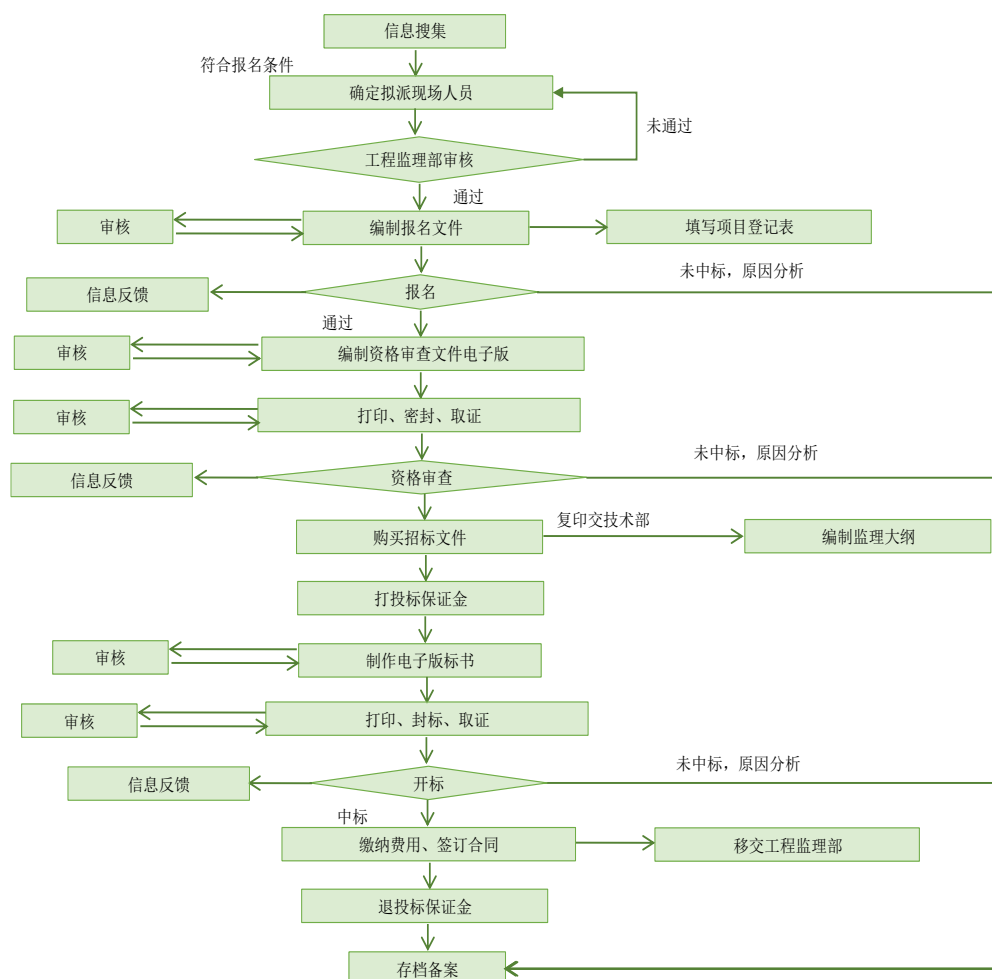 信息搜集
符合报名条件
确定拟派现场人员
未通过
工程监理部审核
通过
审核
编制报名文件
填写项目登记表
未中标，原因分析
信息反馈
报名
通过
审核
编制资格审查文件电子版
审核
打印、密封、取证
未中标，原因分析
信息反馈
资格审查
购买招标文件
复印交技术部
编制监理大纲
打投标保证金
审核
制作电子版标书
审核
打印、封标、取证
未中标，原因分析
信息反馈
开标
中标
缴纳费用、签订合同
移交工程监理部
退投标保证金
存档备案